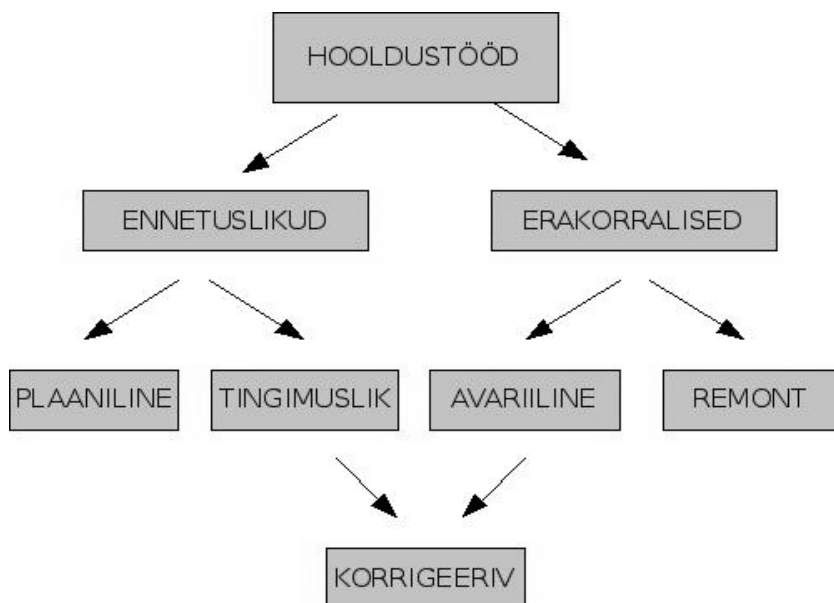 HOOLDUSTÖÖD
ENNETUSLIKUD
ERAKORRALISED
PLAANILINE
TINGIMUSLIK
AVARIILINE
REMONT
KORRIGEERIV